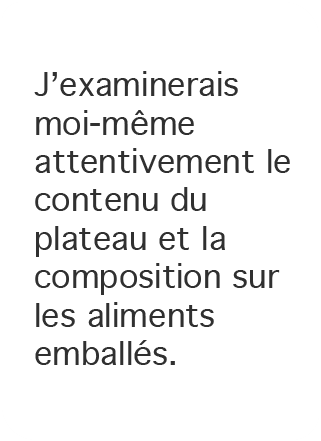 J’examinerais
moi-même
attentivement le
contenu du
plateau et la
composition sur
les aliments
emballés.